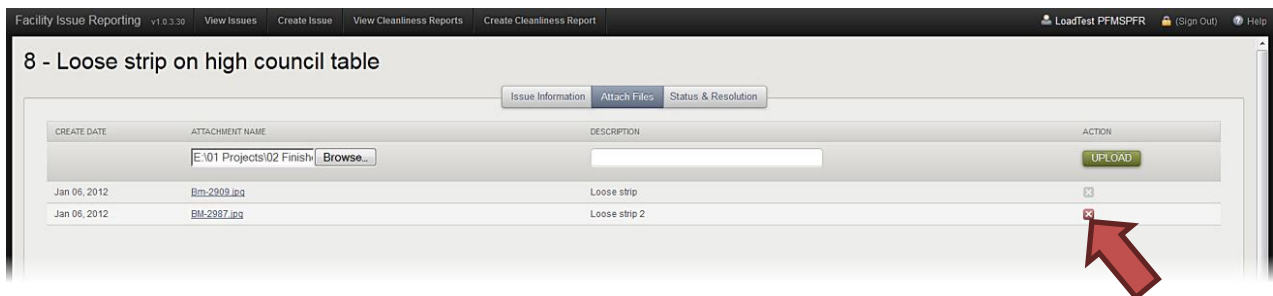 Facility Issue Reporting v1.0.3.30 View Issues Create Issue View Cleanliness Reports Create Cleanliness Report LoadTest PFMSPFR (Sign Out) Help
8 - Loose strip on high council table
Issue Information Attach Files Status & Resolution
CREATE DATE ATTACHMENT NAME DESCRIPTION ACTION
E:\01 Projects\02 Finish Browse... UPLOAD
Jan 06, 2012 Bm-2909.jpg Loose strip
Jan 06, 2012 BM-2987.jpg Loose strip 2